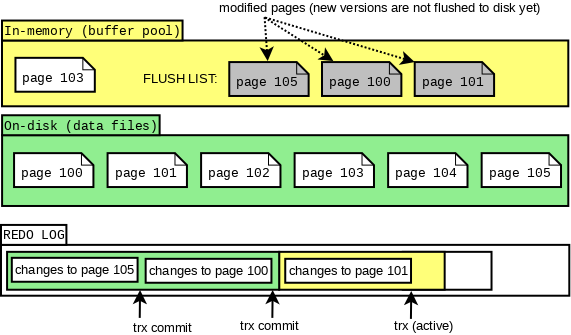 modified pages (new versions are not flushed to disk yet)
In-memory (buffer pool)
page 103
FLUSH LIST:
page 105
page 100
page 101
On-disk (data files)
page 100
page 101
page 102
page 103
page 104
page 105
REDO LOG
changes to page 105
changes to page 100
changes to page 101
trx commit
trx commit
trx (active)